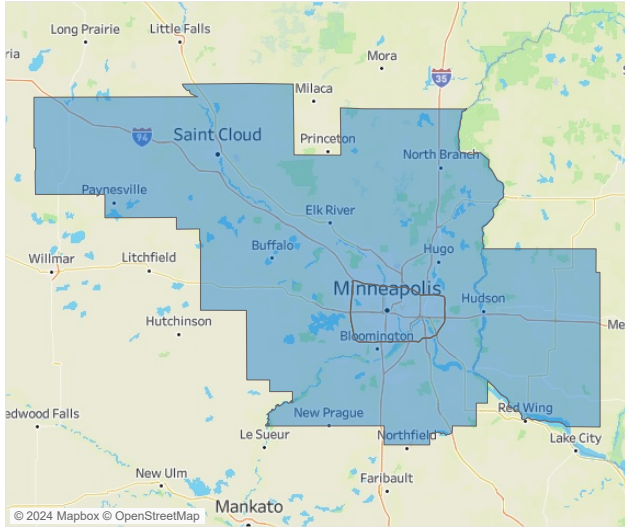 Long Prairie
Little Falls
Mora
35
Milaca
94
Saint Cloud
Princeton
North Branch
Paynesville
Elk River
Buffalo
Hugo
Willmar
Litchfield
Minneapolis
Hudson
Hutchinson
Bloomington
Me
edwood Falls
New Prague
Red Wing
Le Sueur
Northfield
Lake City
New Ulm
Faribault
Mankato
© 2024 Mapbox © OpenStreetMap